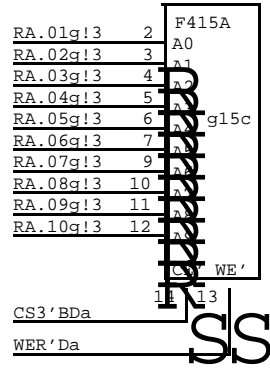 F415A
RA.01g!3 2 A0
RA.02g!3 3 A1
RA.03g!3 4 A2
RA.04g!3 5
RA.05g!3 6 g15c
RA.06g!3 7
RA.07g!3 9
RA.08g!3 10
RA.09g!3 11
RA.10g!3 12
WE'
14 13
CS3'BDa
WER'Da
SS